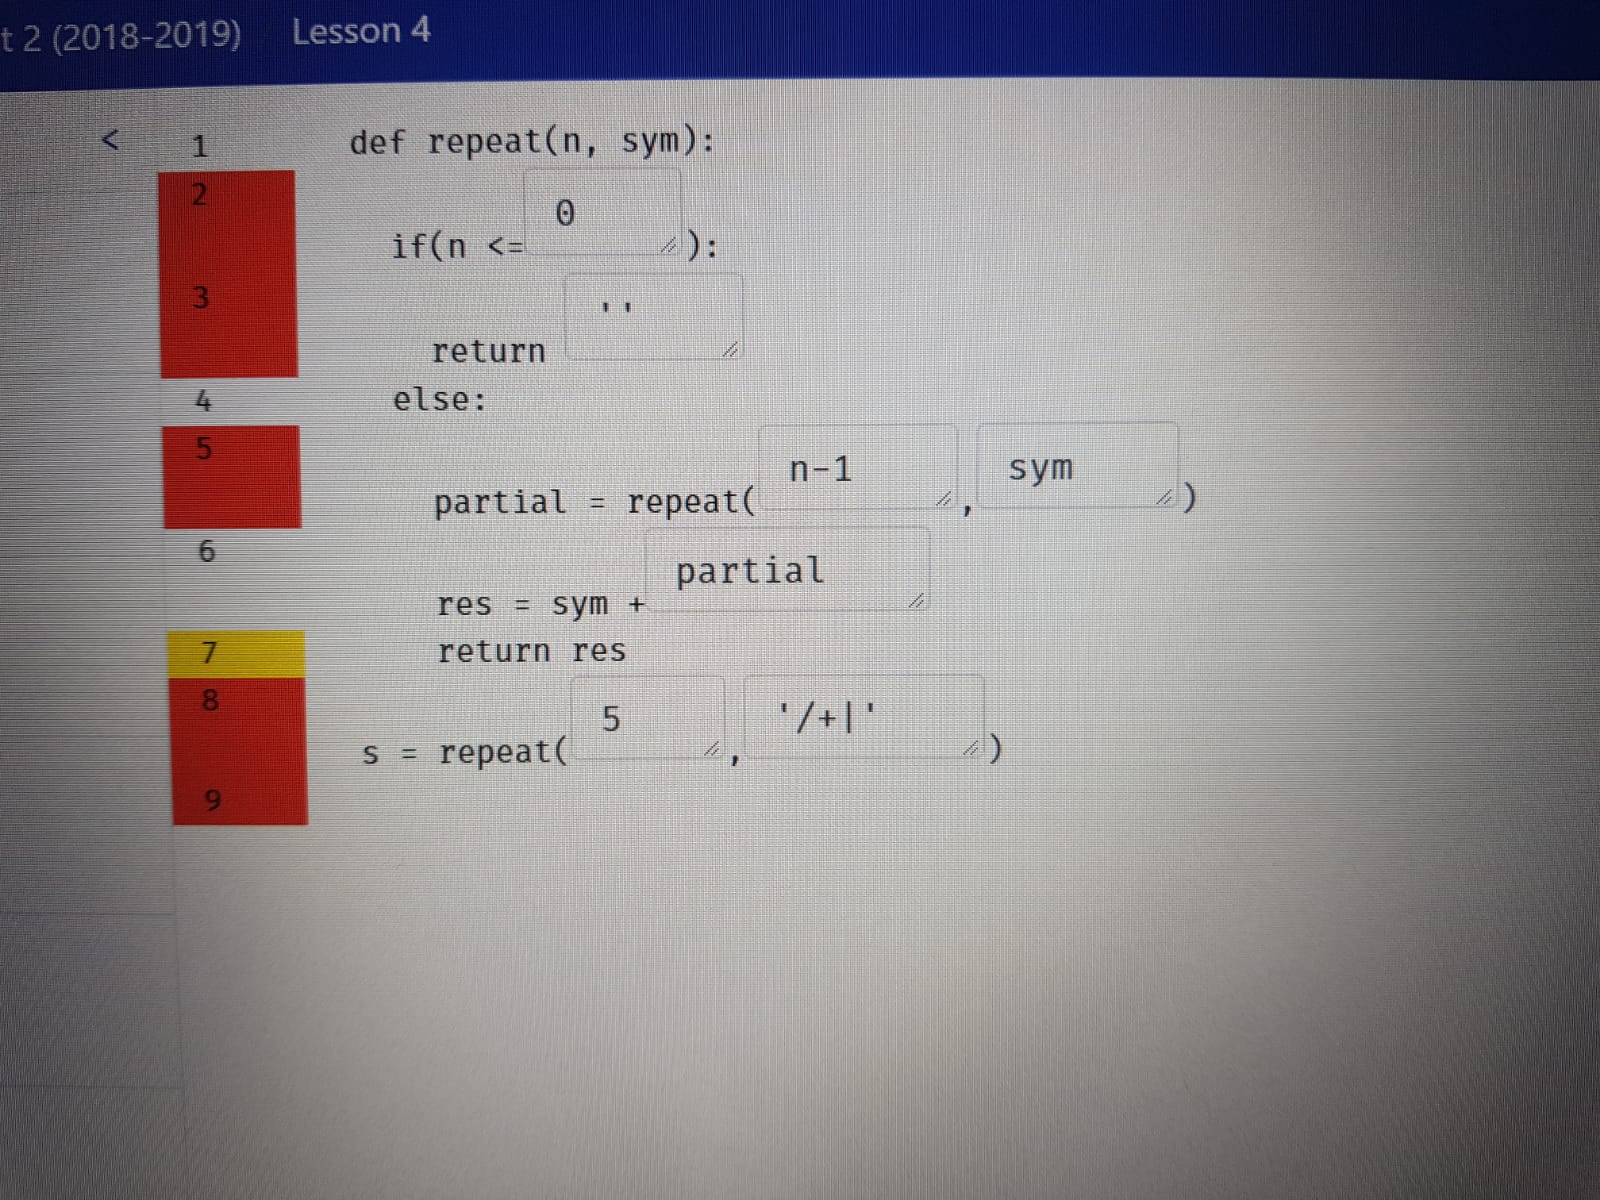 t 2 (2018-2019) Lesson 4
< 1 def repeat(n, sym):
2 if(n <= 0 ):
3 return ''
4 else:
5 partial = repeat( n-1 , sym )
6 res = sym + partial
7 return res
8 s = repeat( 5 , '/+|' )
9